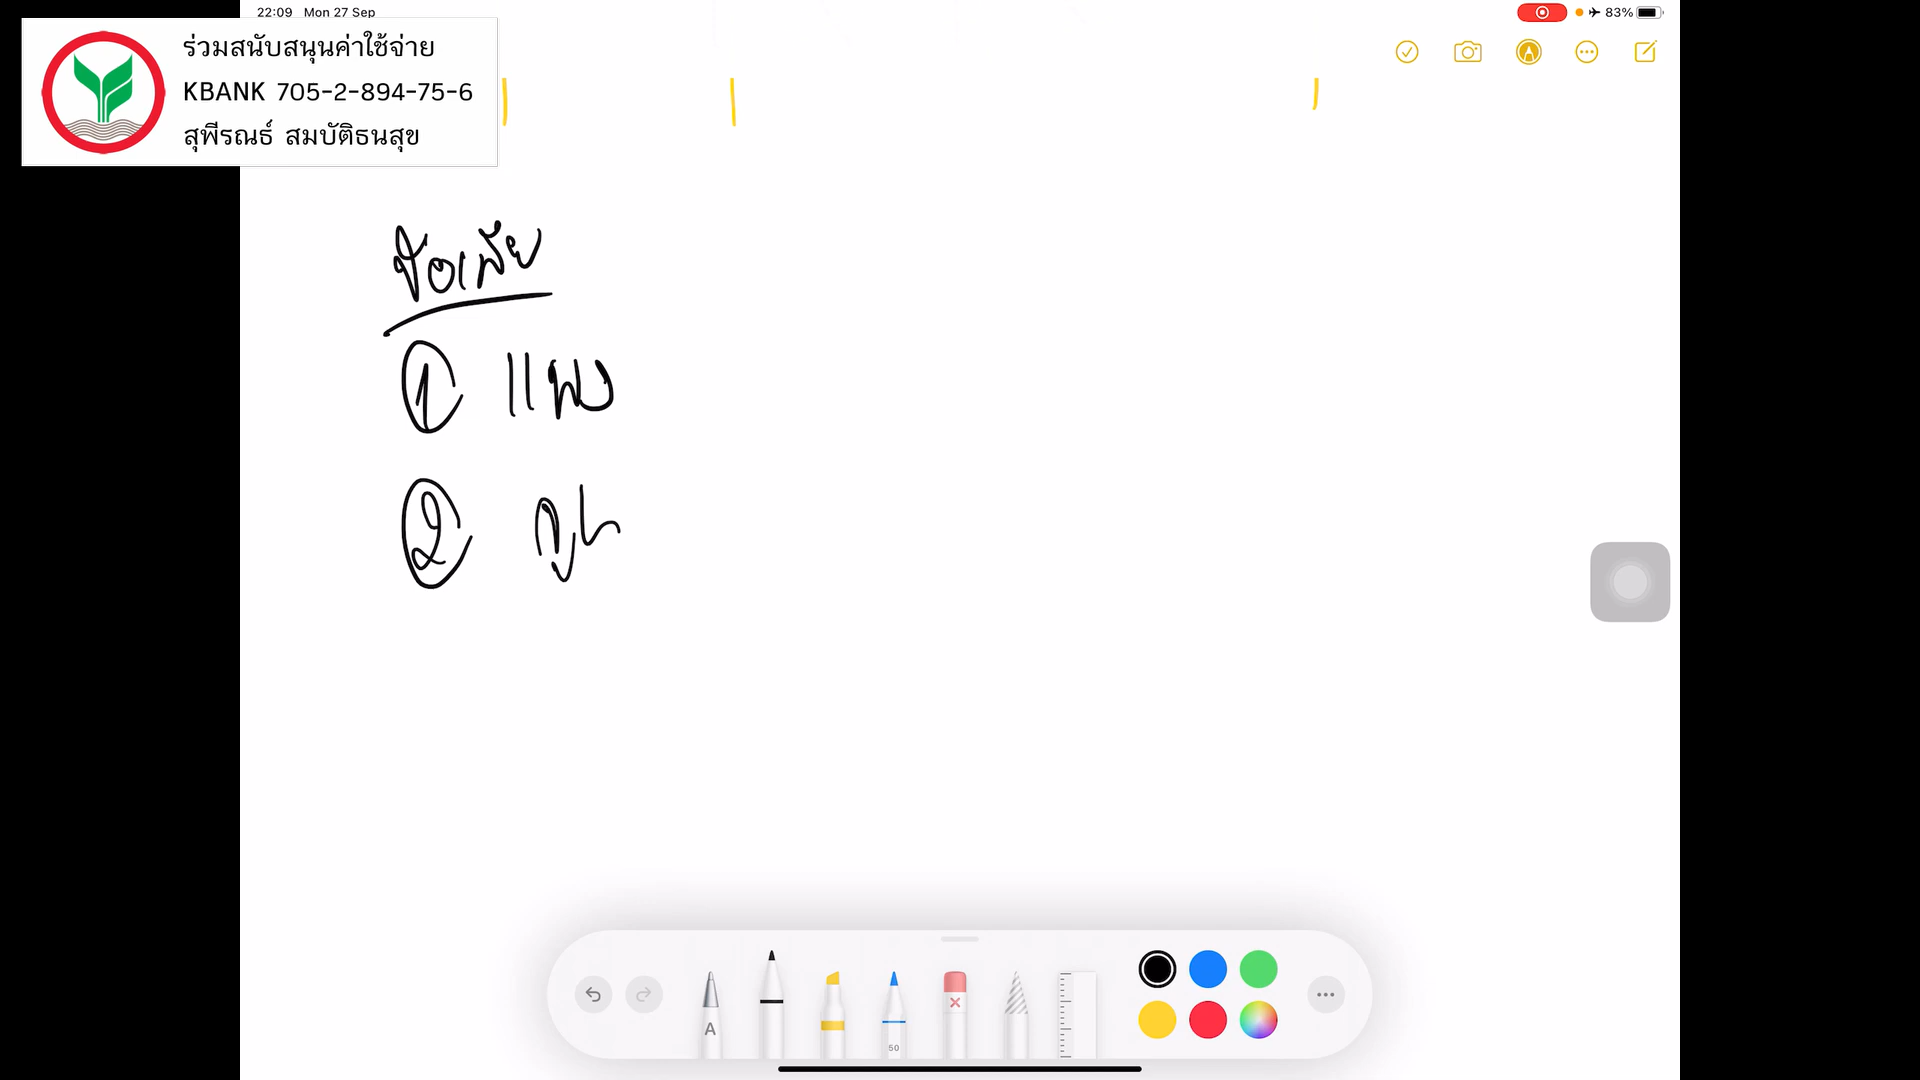 22:09 Mon 27 Sep
83%
ร่วมสนับสนุนค่าใช้จ่าย
KBANK 705-2-894-75-6
สุพีรณธ์ สมบัติธนสุข
ข้อเสีย
1 แพง
2
A
50